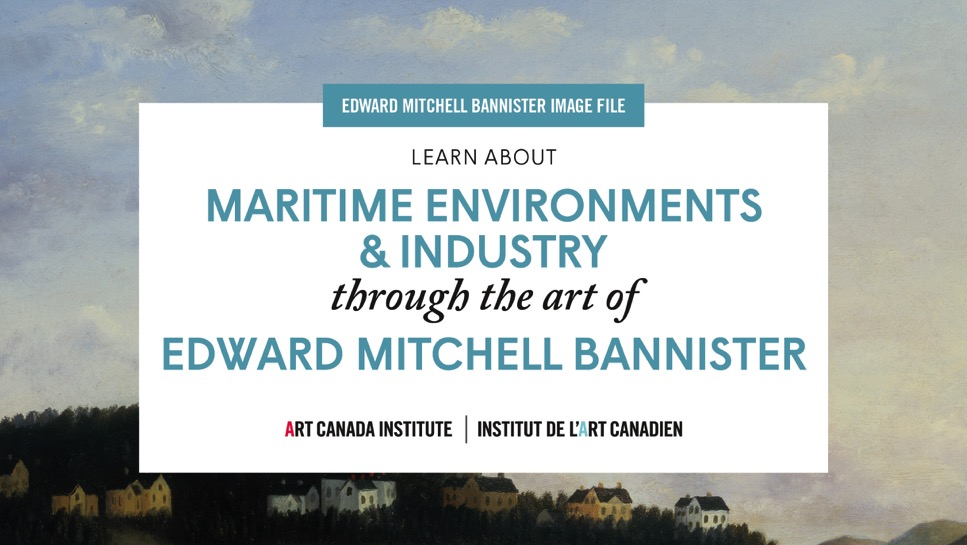 EDWARD MITCHELL BANNISTER IMAGE FILE
LEARN ABOUT
MARITIME ENVIRONMENTS
& INDUSTRY
through the art of
EDWARD MITCHELL BANNISTER
ART CANADA INSTITUTE | INSTITUT DE L'ART CANADIEN